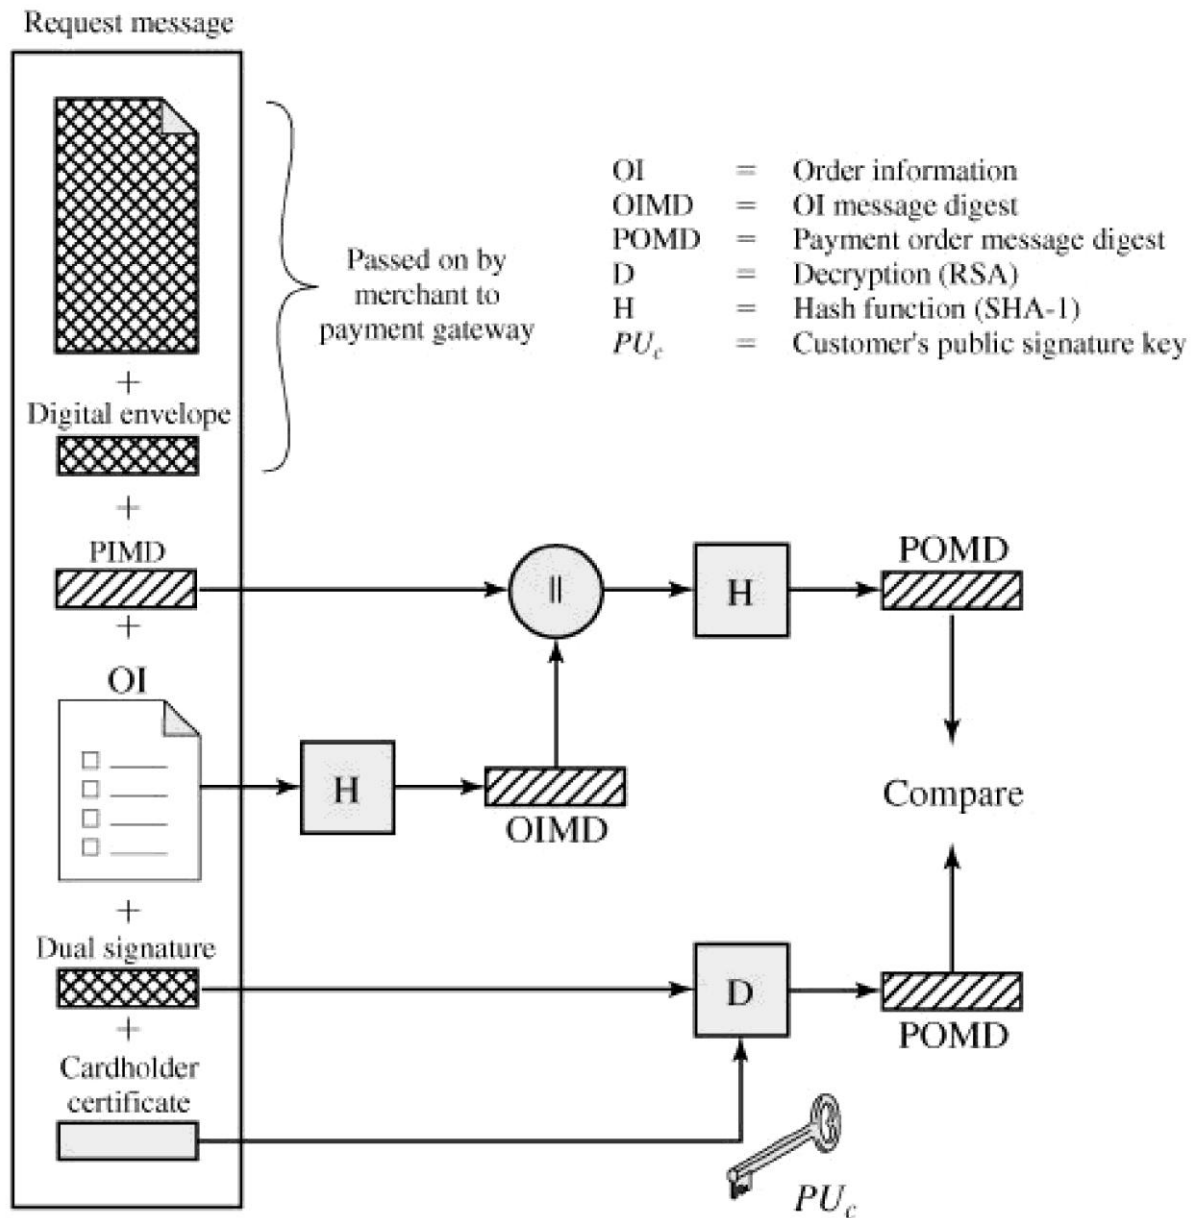 Request message
OI = Order information
OIMD = OI message digest
POMD = Payment order message digest
D = Decryption (RSA)
H = Hash function (SHA-1)
PUc = Customer's public signature key
Passed on by
merchant to
payment gateway
+
Digital envelope
+
PIMD
||
H
POMD
+
OI
H
OIMD
Compare
+
Dual signature
D
POMD
+
Cardholder
certificate
PUc